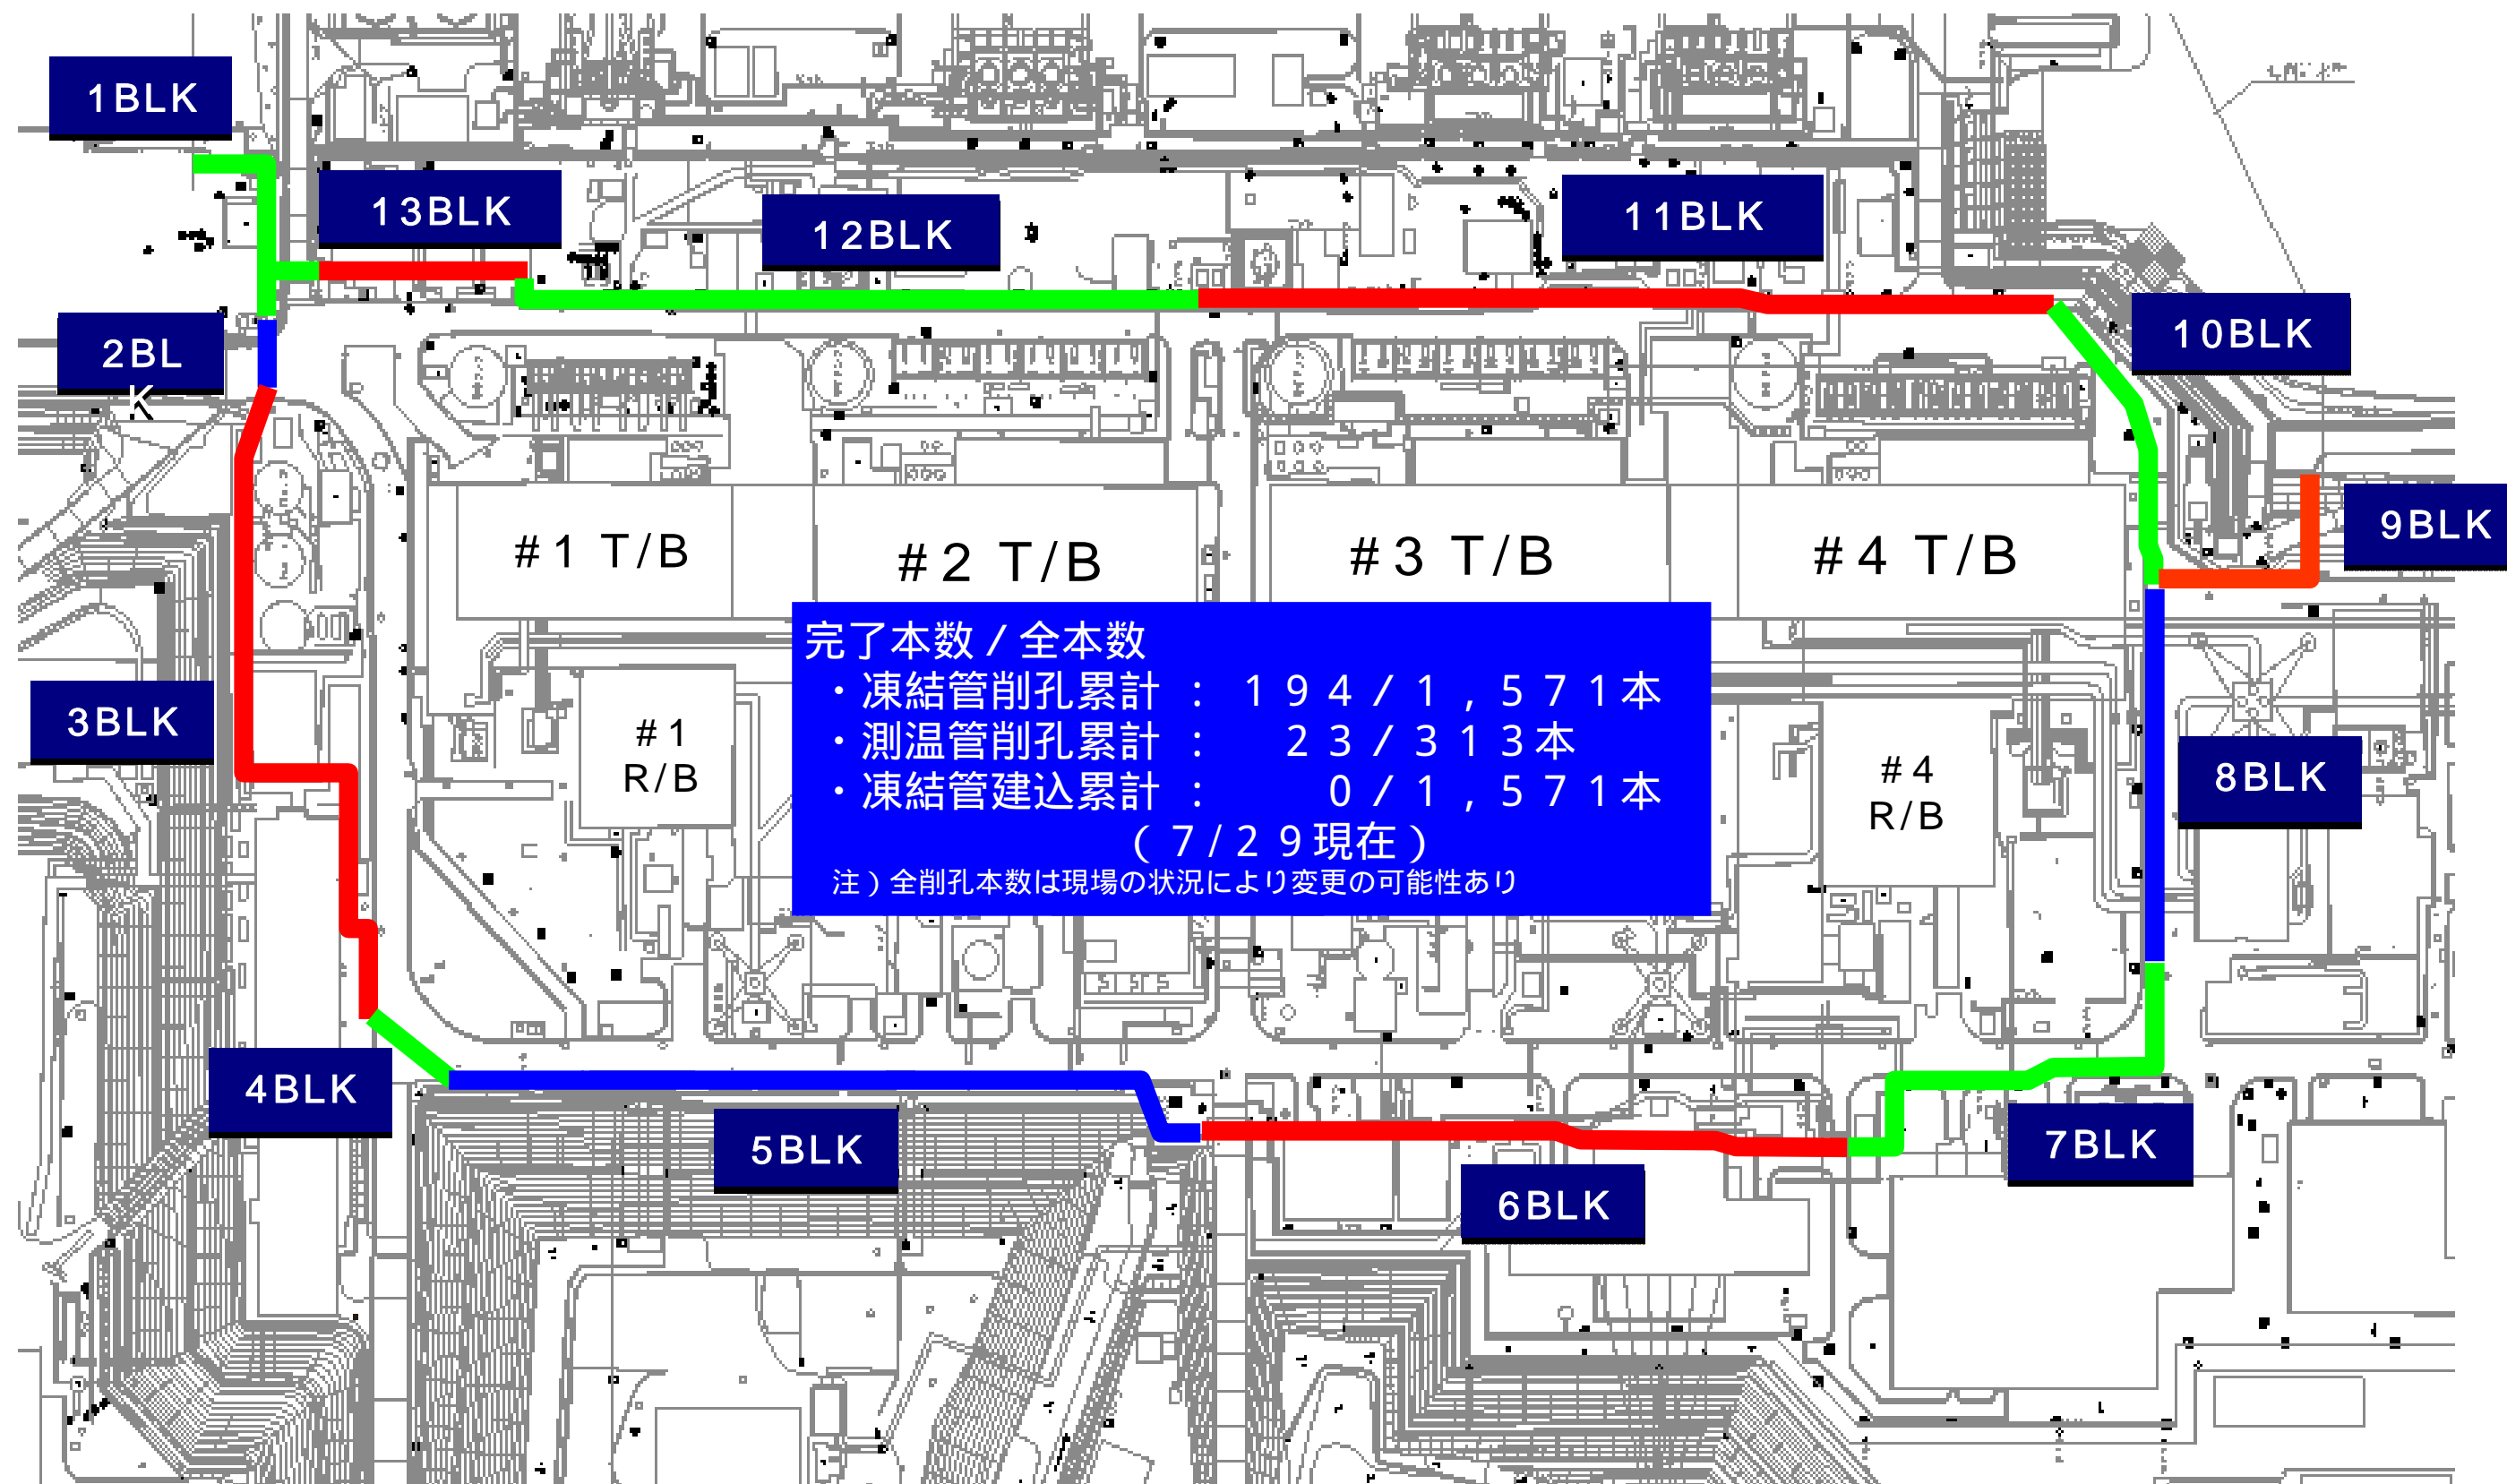 1BLK
13BLK
12BLK
11BLK
2BL
K
10BLK
9BLK
#1 T/B
#2 T/B
#3 T/B
#4 T/B
完了本数/全本数
・凍結管削孔累計 : 194/1,571本
・測温管削孔累計 : 23/313本
・凍結管建込累計 : 0/1,571本
(7/29現在)
注)全削孔本数は現場の状況により変更の可能性あり
3BLK
#1
R/B
#4
R/B
8BLK
4BLK
5BLK
7BLK
6BLK